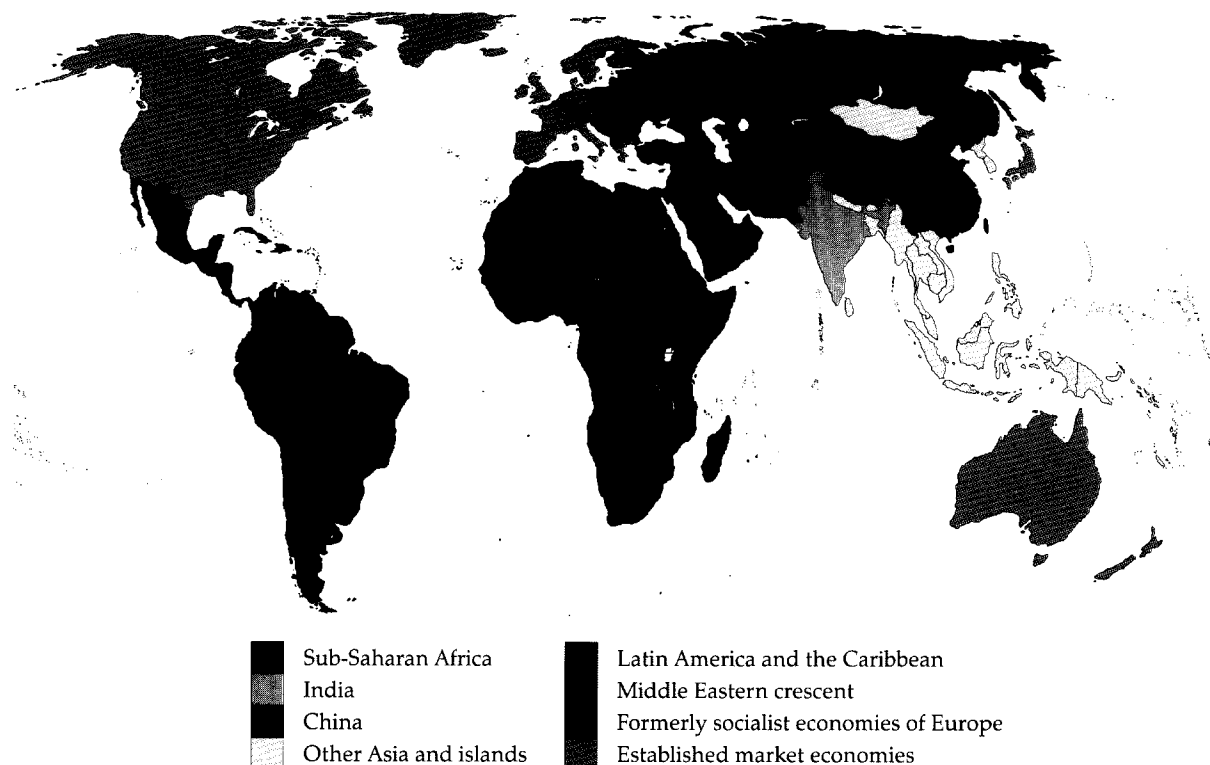 Sub-Saharan Africa
India
China
Other Asia and islands
Latin America and the Caribbean
Middle Eastern crescent
Formerly socialist economies of Europe
Established market economies